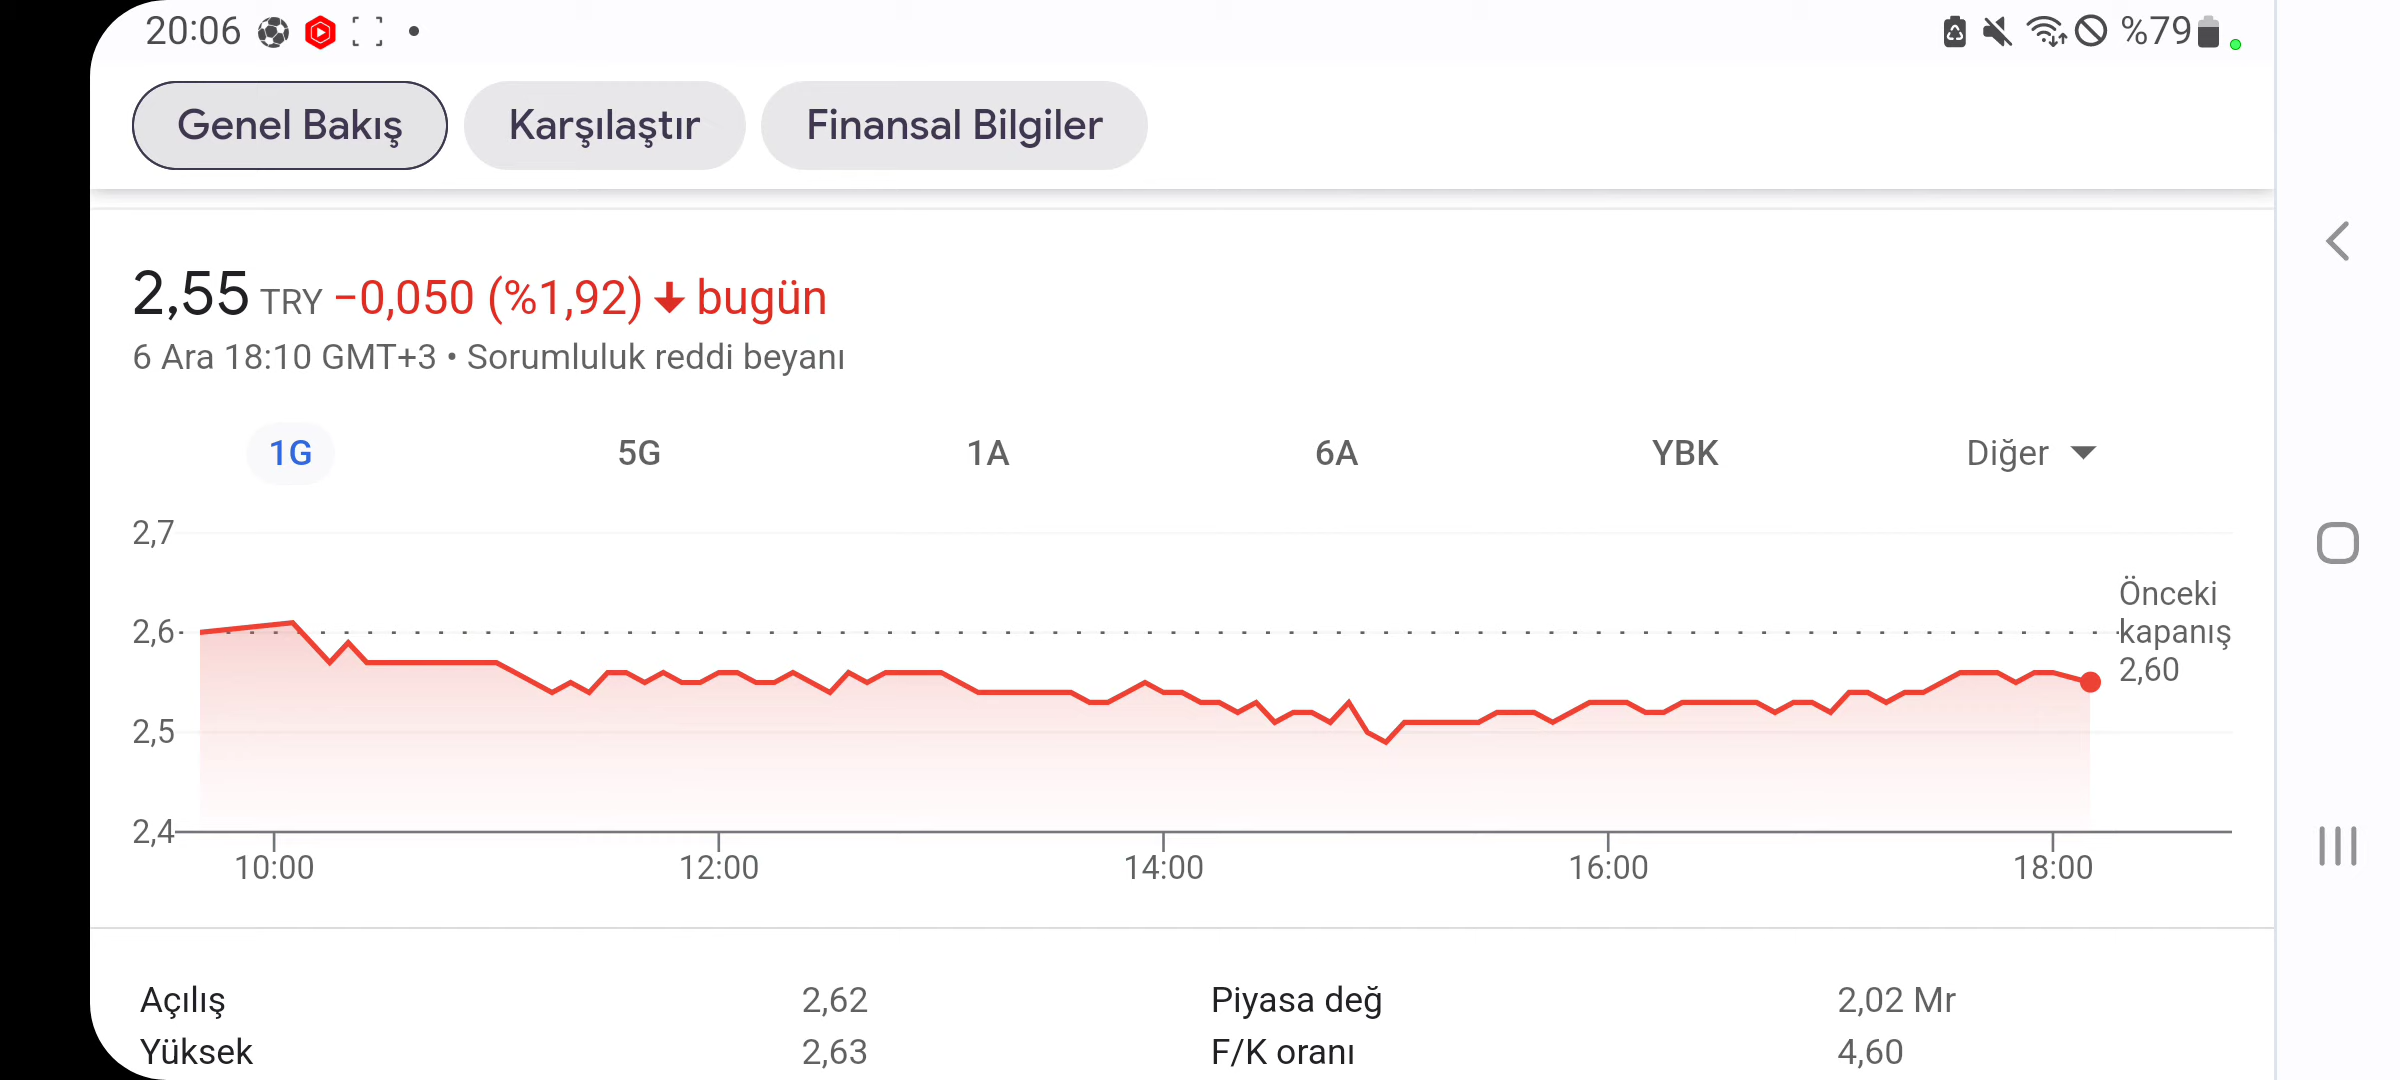 20:06 %79
Genel Bakış Karşılaştır Finansal Bilgiler
2,55 TRY −0,050 (%1,92) ↓ bugün
6 Ara 18:10 GMT+3 • Sorumluluk reddi beyanı
1G 5G 1A 6A YBK Diğer
2,7
2,6
2,5
2,4
Önceki
kapanış
2,60
10:00 12:00 14:00 16:00 18:00
Açılış 2,62 Piyasa değ 2,02 Mr
Yüksek 2,63 F/K oranı 4,60